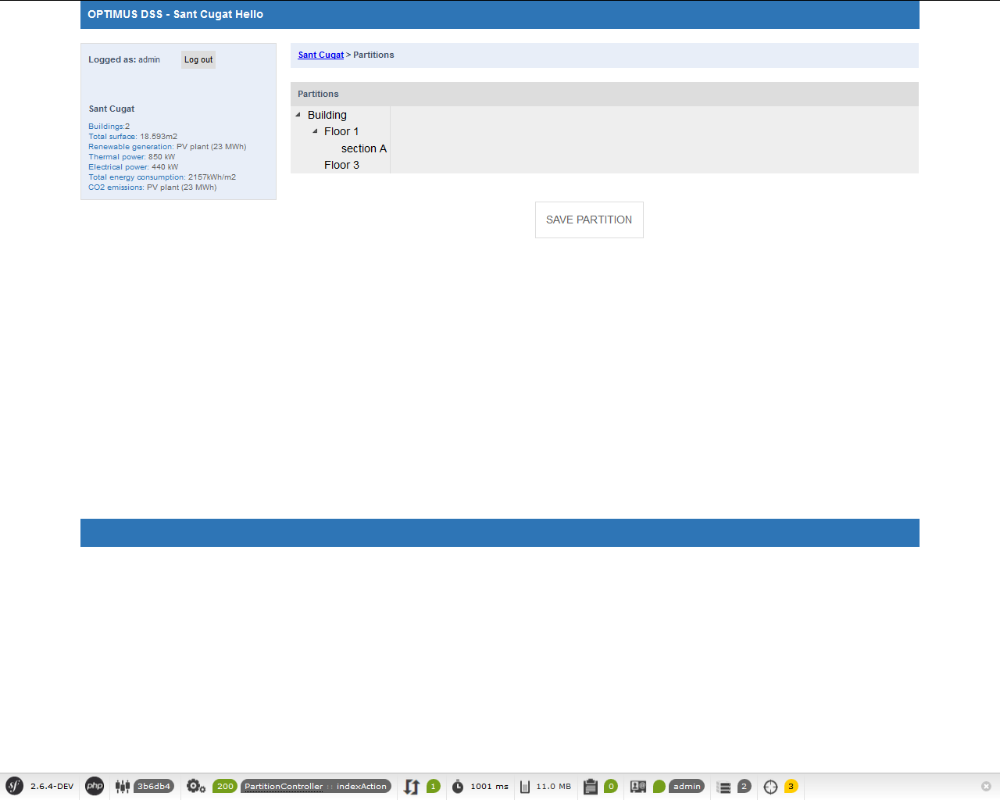 OPTIMUS DSS - Sant Cugat Hello
Logged as: admin Log out
Sant Cugat
Buildings:2
Total surface: 18.593m2
Renewable generation: PV plant (23 MWh)
Thermal power: 850 kW
Electrical power: 440 kW
Total energy consumption: 2157kWh/m2
CO2 emissions: PV plant (23 MWh)
Sant Cugat > Partitions
Partitions
Building
Floor 1
section A
Floor 3
SAVE PARTITION
sf 2.6.4-DEV php 3b6db4 200 PartitionController :: indexAction 1 1001 ms 11.0 MB 0 admin 2 3